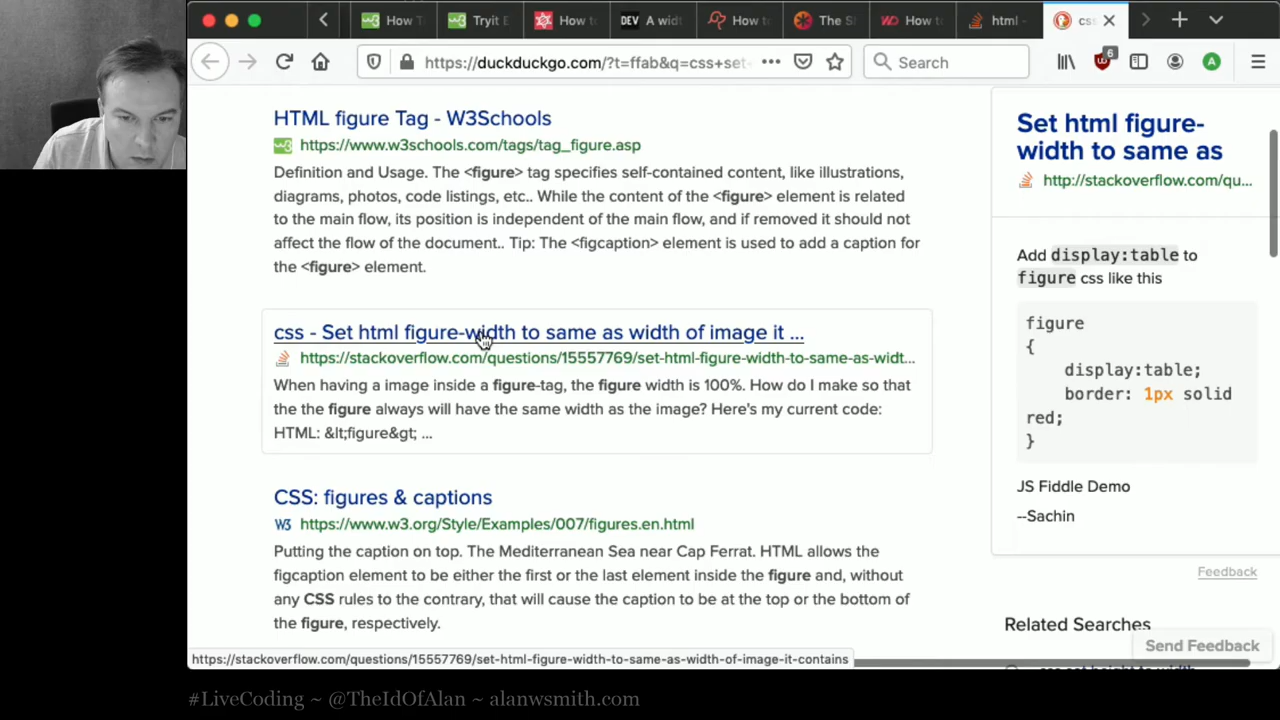 How T
Tryit E
How to
DEV A widt
How to
The S
How to
html -
css
https://duckduckgo.com/?t=ffab&q=css+set-
Search
6
A
HTML figure Tag - W3Schools
https://www.w3schools.com/tags/tag_figure.asp
Definition and Usage. The <figure> tag specifies self-contained content, like illustrations,
diagrams, photos, code listings, etc.. While the content of the <figure> element is related
to the main flow, its position is independent of the main flow, and if removed it should not
affect the flow of the document.. Tip: The <figcaption> element is used to add a caption for
the <figure> element.
css - Set html figure-width to same as width of image it ...
https://stackoverflow.com/questions/15557769/set-html-figure-width-to-same-as-widt...
When having a image inside a figure-tag, the figure width is 100%. How do I make so that
the the figure always will have the same width as the image? Here's my current code:
HTML: &lt;figure&gt; ...
CSS: figures & captions
W3 https://www.w3.org/Style/Examples/007/figures.en.html
Putting the caption on top. The Mediterranean Sea near Cap Ferrat. HTML allows the
figcaption element to be either the first or the last element inside the figure and, without
any CSS rules to the contrary, that will cause the caption to be at the top or the bottom of
the figure, respectively.
https://stackoverflow.com/questions/15557769/set-html-figure-width-to-same-as-width-of-image-it-contains
Set html figure-
width to same as
http://stackoverflow.com/qu...
Add display:table to
figure css like this
figure
{
display:table;
border: 1px solid
red;
}
JS Fiddle Demo
--Sachin
Feedback
Related Searches
Send Feedback
css set height to width
#LiveCoding ~ @TheIdOfAlan ~ alanwsmith.com